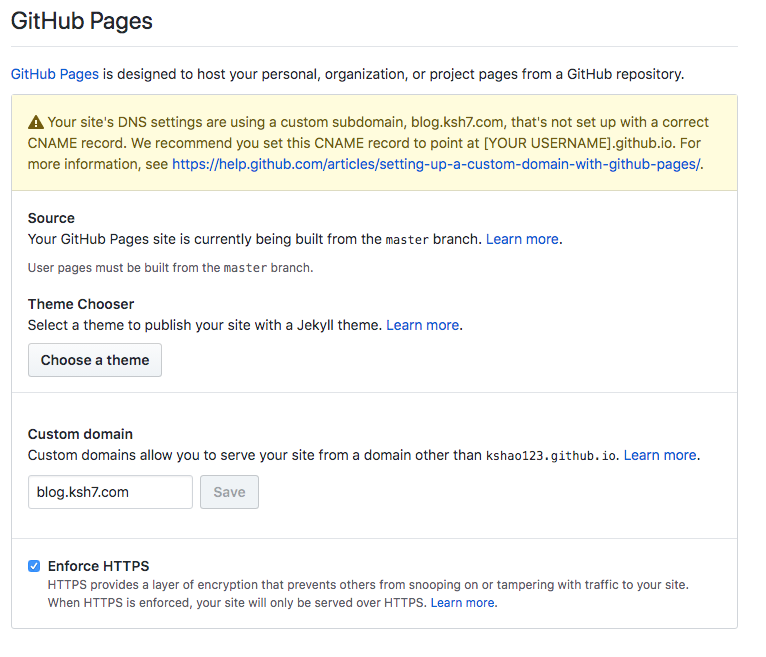 GitHub Pages
GitHub Pages is designed to host your personal, organization, or project pages from a GitHub repository.
Your site's DNS settings are using a custom subdomain, blog.ksh7.com, that's not set up with a correct
CNAME record. We recommend you set this CNAME record to point at [YOUR USERNAME].github.io. For
more information, see https://help.github.com/articles/setting-up-a-custom-domain-with-github-pages/.
Source
Your GitHub Pages site is currently being built from the master branch. Learn more.
User pages must be built from the master branch.
Theme Chooser
Select a theme to publish your site with a Jekyll theme. Learn more.
Choose a theme
Custom domain
Custom domains allow you to serve your site from a domain other than kshao123.github.io. Learn more.
blog.ksh7.com Save
Enforce HTTPS
HTTPS provides a layer of encryption that prevents others from snooping on or tampering with traffic to your site.
When HTTPS is enforced, your site will only be served over HTTPS. Learn more.